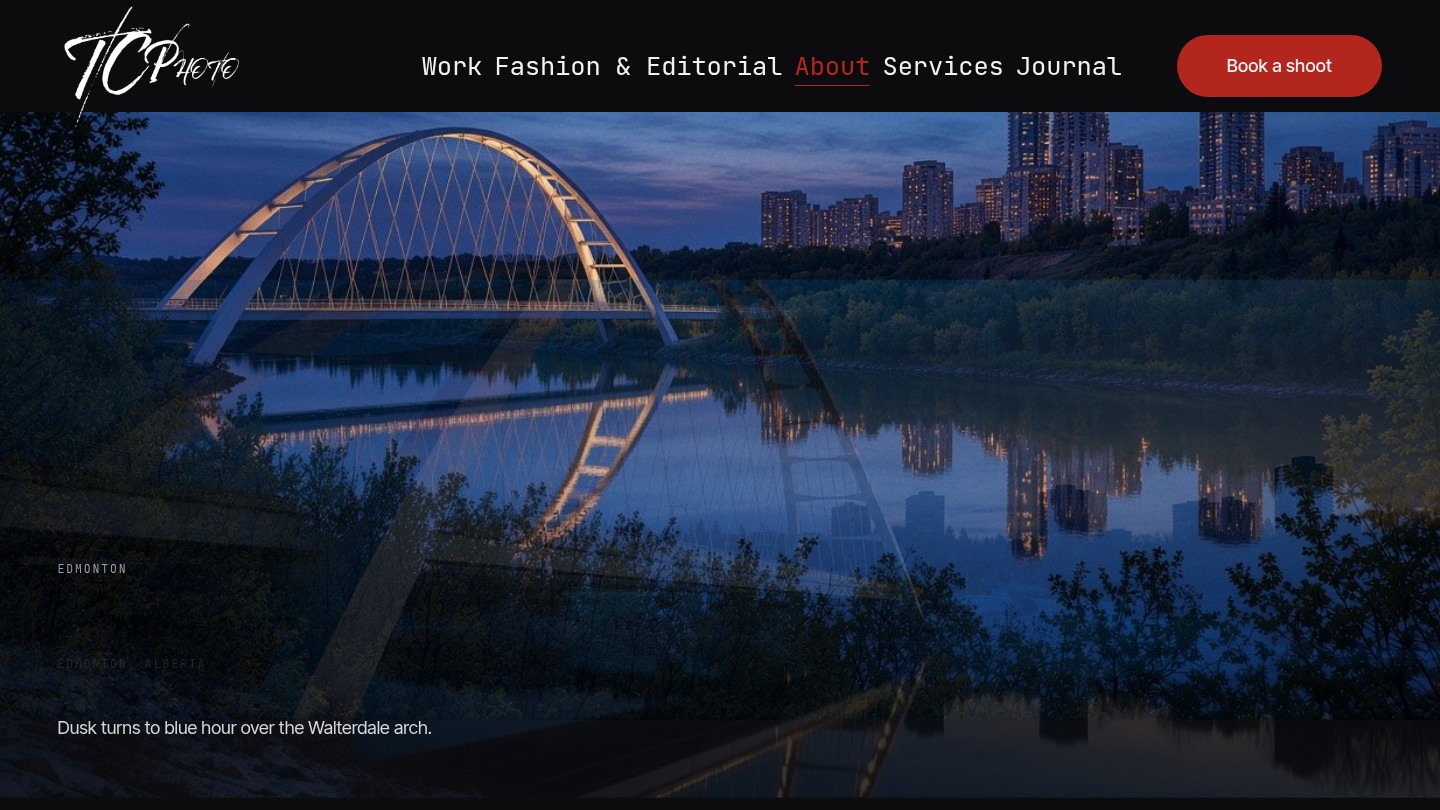 TCPHOTO
Work Fashion & Editorial About Services Journal
Book a shoot
EDMONTON
EDMONTON, ALBERTA
Dusk turns to blue hour over the Walterdale arch.